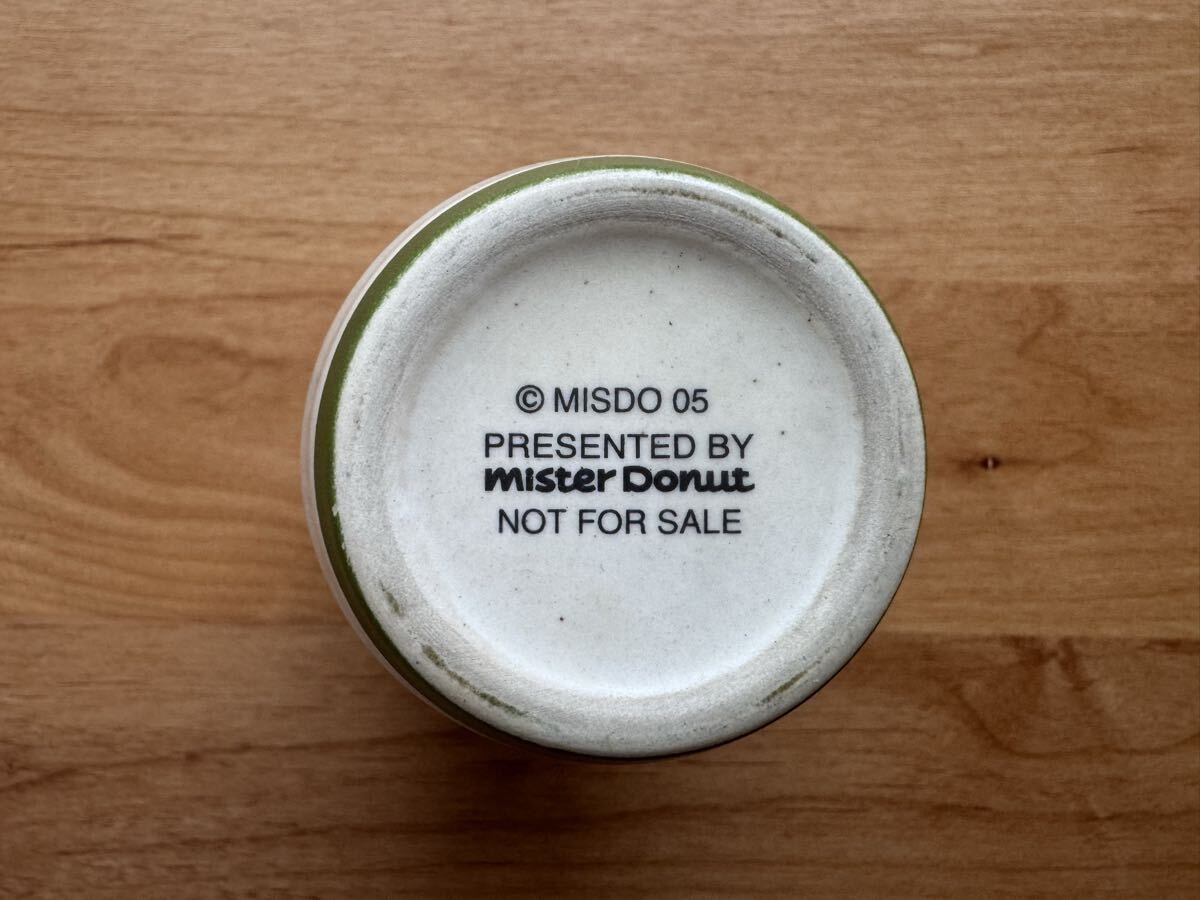 © MISDO 05
PRESENTED BY
mister Donut
NOT FOR SALE